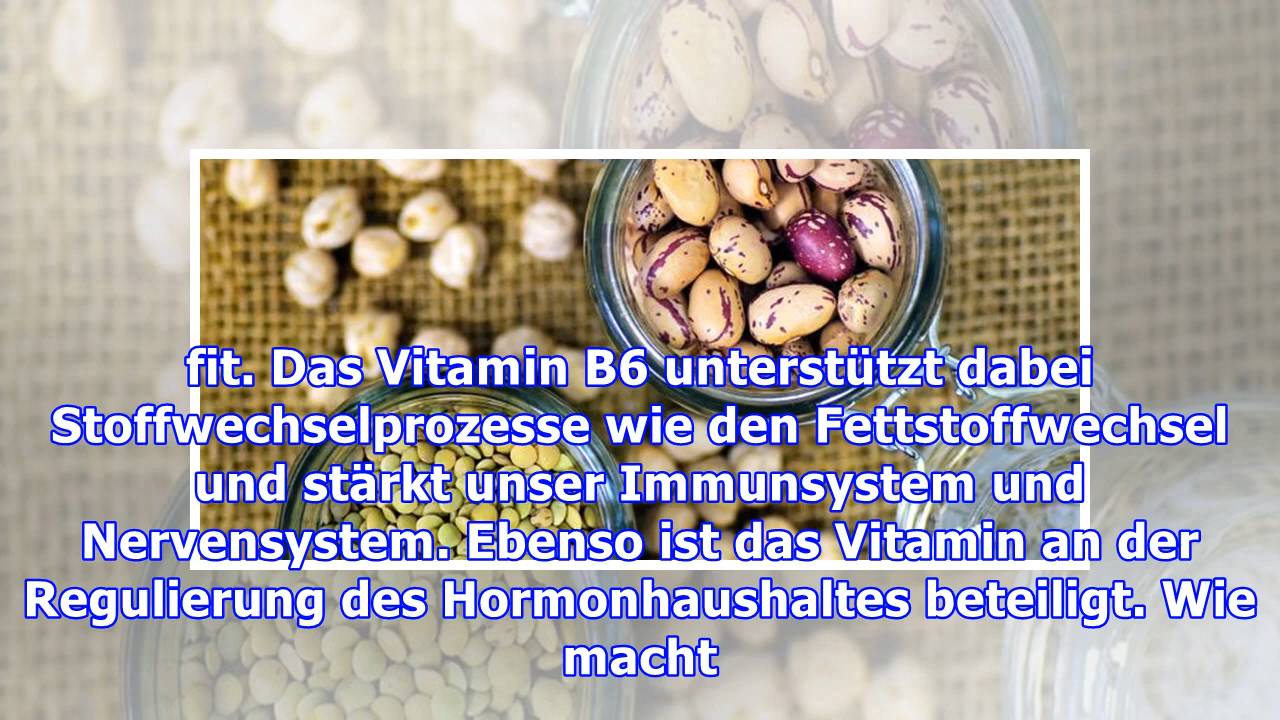 fit. Das Vitamin B6 unterstützt dabei
Stoffwechselprozesse wie den Fettstoffwechsel
und stärkt unser Immunsystem und
Nervensystem. Ebenso ist das Vitamin an der
Regulierung des Hormonhaushaltes beteiligt. Wie
macht